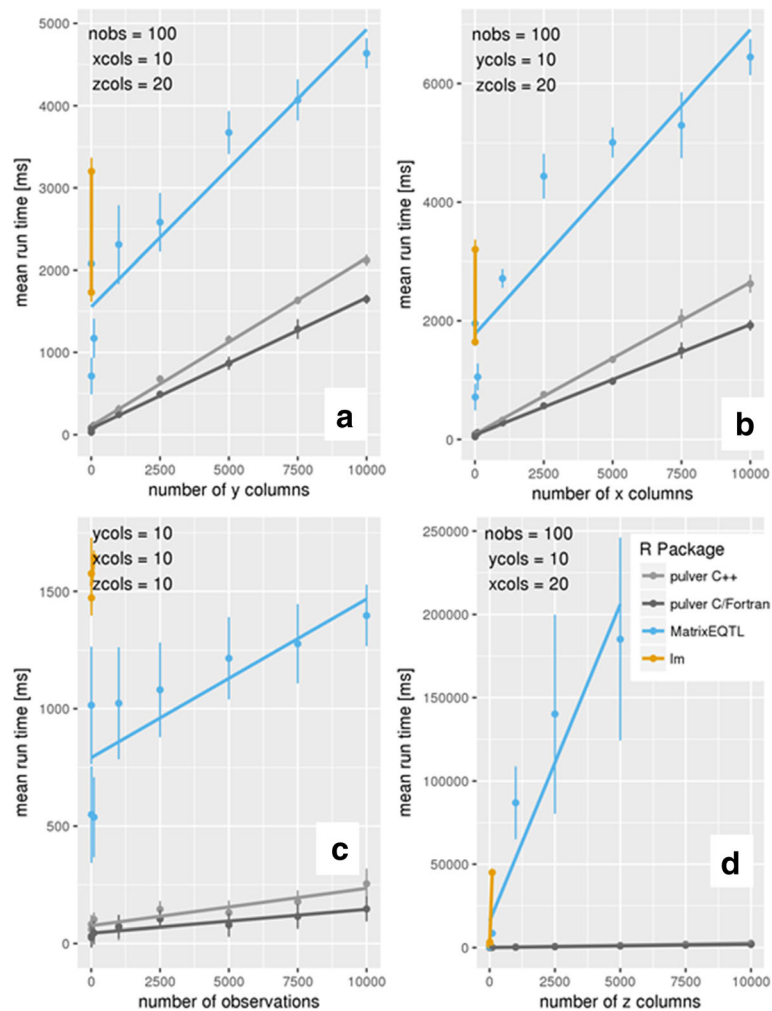 nobs = 100
xcols = 10
zcols = 20
mean run time [ms]
5000
4000
3000
2000
1000
0
a
0 2500 5000 7500 10000
number of y columns
nobs = 100
ycols = 10
zcols = 20
mean run time [ms]
6000
4000
2000
0
b
0 2500 5000 7500 10000
number of x columns
ycols = 10
xcols = 10
zcols = 10
mean run time [ms]
1500
1000
500
0
c
0 2500 5000 7500 10000
number of observations
nobs = 100
ycols = 10
xcols = 20
mean run time [ms]
250000
200000
150000
100000
50000
0
R Package
pulver C++
pulver C/Fortran
MatrixEQTL
lm
d
0 2500 5000 7500 10000
number of z columns